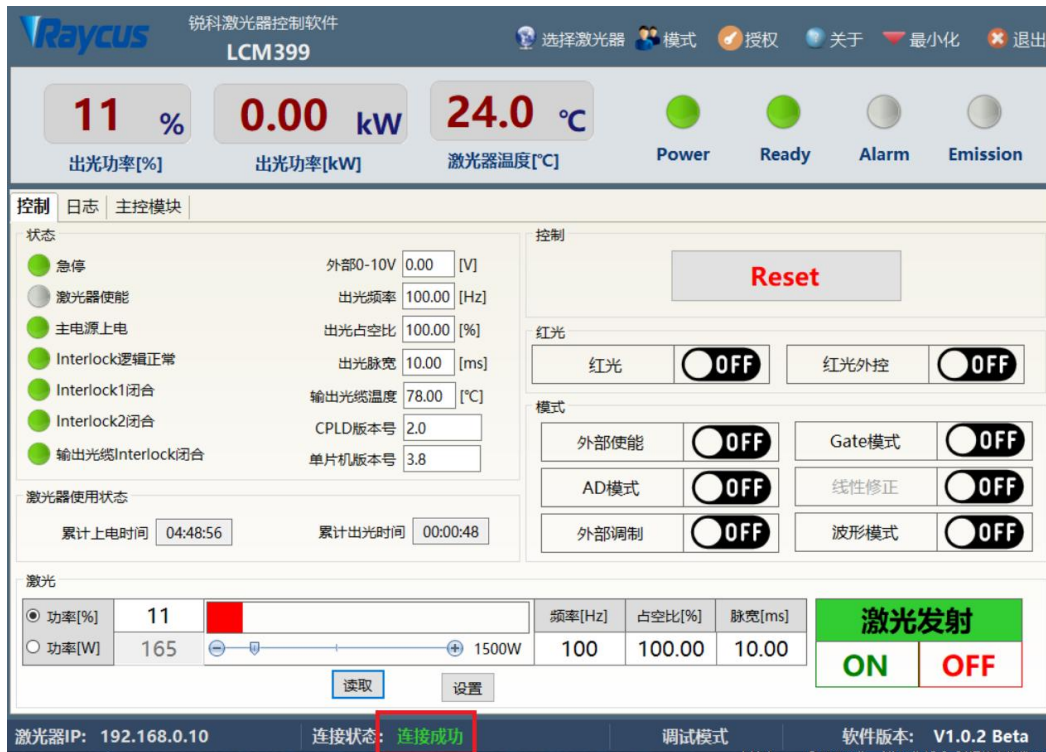 Raycus 锐科激光器控制软件
LCM399
选择激光器 模式 授权 关于 最小化 退出
11 % 0.00 kW 24.0 ℃
出光功率[%] 出光功率[kW] 激光器温度[℃] Power Ready Alarm Emission
控制 日志 主控模块
状态
急停
激光器使能
主电源上电
Interlock逻辑正常
Interlock1闭合
Interlock2闭合
输出光缆Interlock闭合
外部0-10V 0.00 [V]
出光频率 100.00 [Hz]
出光占空比 100.00 [%]
出光脉宽 10.00 [ms]
输出光缆温度 78.00 [℃]
CPLD版本号 2.0
单片机版本号 3.8
激光器使用状态
累计上电时间 04:48:56 累计出光时间 00:00:48
控制
Reset
红光
红光 OFF 红光外控 OFF
模式
外部使能 OFF Gate模式 OFF
AD模式 OFF 线性修正 OFF
外部调制 OFF 波形模式 OFF
激光
功率[%] 11
功率[W] 165 1500W
读取 设置
频率[Hz] 占空比[%] 脉宽[ms]
100 100.00 10.00
激光发射
ON OFF
激光器IP: 192.168.0.10 连接状态: 连接成功 调试模式 软件版本: V1.0.2 Beta